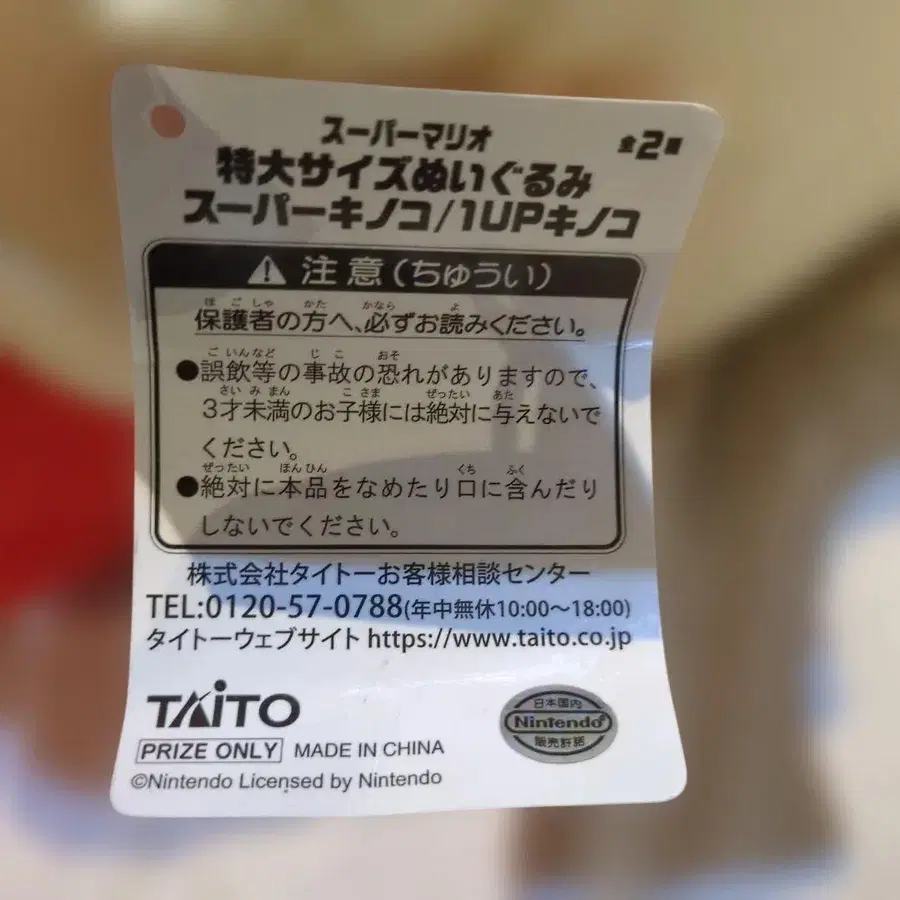 スーパーマリオ
全2種
特大サイズぬいぐるみ
スーパーキノコ/1UPキノコ
注意(ちゅうい)
ほごしゃ かた かなら よ
保護者の方へ、必ずお読みください。
ごいんなど じこ おそ
●誤飲等の事故の恐れがありますので、
さいみまん こさま ぜったい あた
3才未満のお子様には絶対に与えないで
ください。
ぜったい ほんひん くち ふく
●絶対に本品をなめたり口に含んだり
しないでください。
株式会社タイトーお客様相談センター
TEL:0120-57-0788(年中無休10:00～18:00)
タイトーウェブサイト https://www.taito.co.jp
TAITO
PRIZE ONLY MADE IN CHINA
©Nintendo Licensed by Nintendo
日本国内
Nintendo®
販売許諾